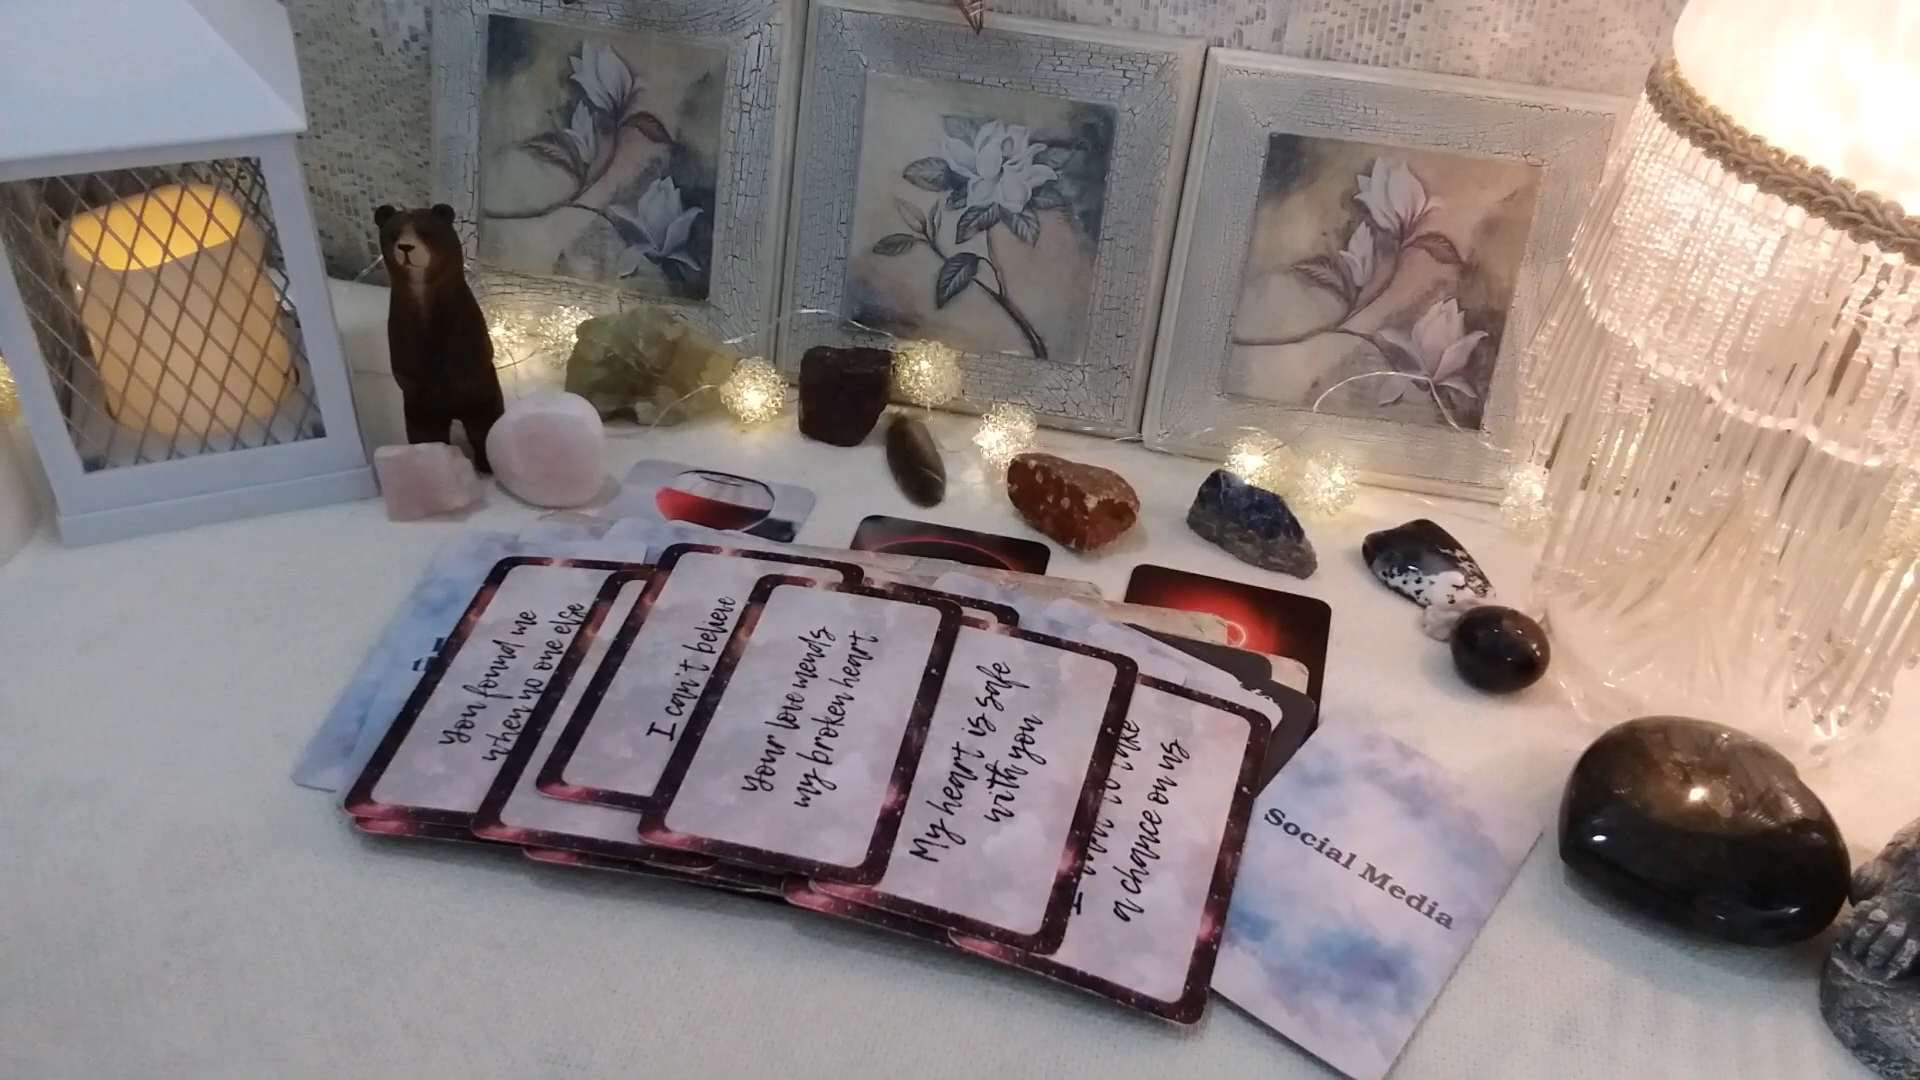 you found me
when no one else
I can't believe
your love mends
my broken heart
My heart is safe
with you
I
a chance on us
Social Media